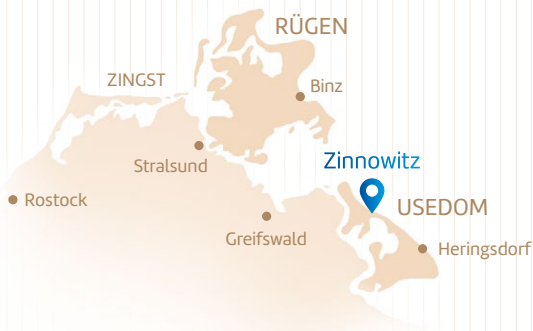 RÜGEN
ZINGST
Binz
Stralsund
Zinnowitz
Rostock
USEDOM
Greifswald
Heringsdorf